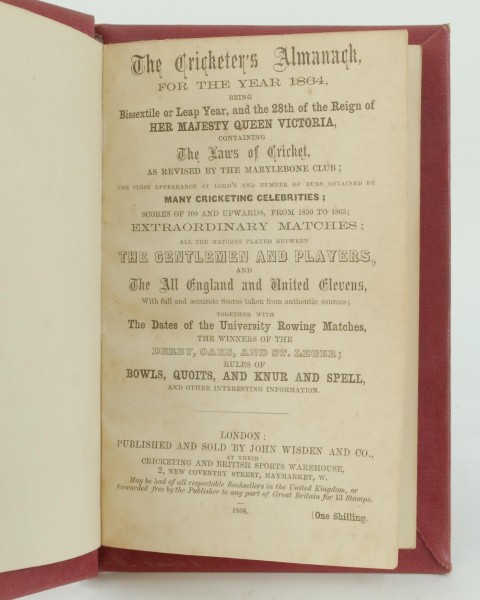 The Cricketer's Almanack,
FOR THE YEAR 1864,
BEING
Bissextile or Leap Year, and the 28th of the Reign of
HER MAJESTY QUEEN VICTORIA,
CONTAINING
The Laws of Cricket,
AS REVISED BY THE MARYLEBONE CLUB;
THE FIRST APPEARANCE AT LORD'S AND NUMBER OF RUNS OBTAINED BY
MANY CRICKETING CELEBRITIES;
SCORES OF 100 AND UPWARDS, FROM 1850 TO 1863;
EXTRAORDINARY MATCHES;
ALL THE MATCHES PLAYED BETWEEN
THE GENTLEMEN AND PLAYERS,
AND
The All England and United Elevens,
With full and accurate Scores taken from authentic sources;
TOGETHER WITH
The Dates of the University Rowing Matches,
THE WINNERS OF THE
DERBY, OAKS, AND ST. LEGER;
RULES OF
BOWLS, QUOITS, AND KNUR AND SPELL,
AND OTHER INTERESTING INFORMATION.
LONDON:
PUBLISHED AND SOLD BY JOHN WISDEN AND CO.,
AT THEIR
CRICKETING AND BRITISH SPORTS WAREHOUSE,
2, NEW COVENTRY STREET, HAYMARKET, W.
May be had of all respectable Booksellers in the United Kingdom, or
forwarded free by the Publisher to any part of Great Britain for 13 Stamps.
1864.
[One Shilling.